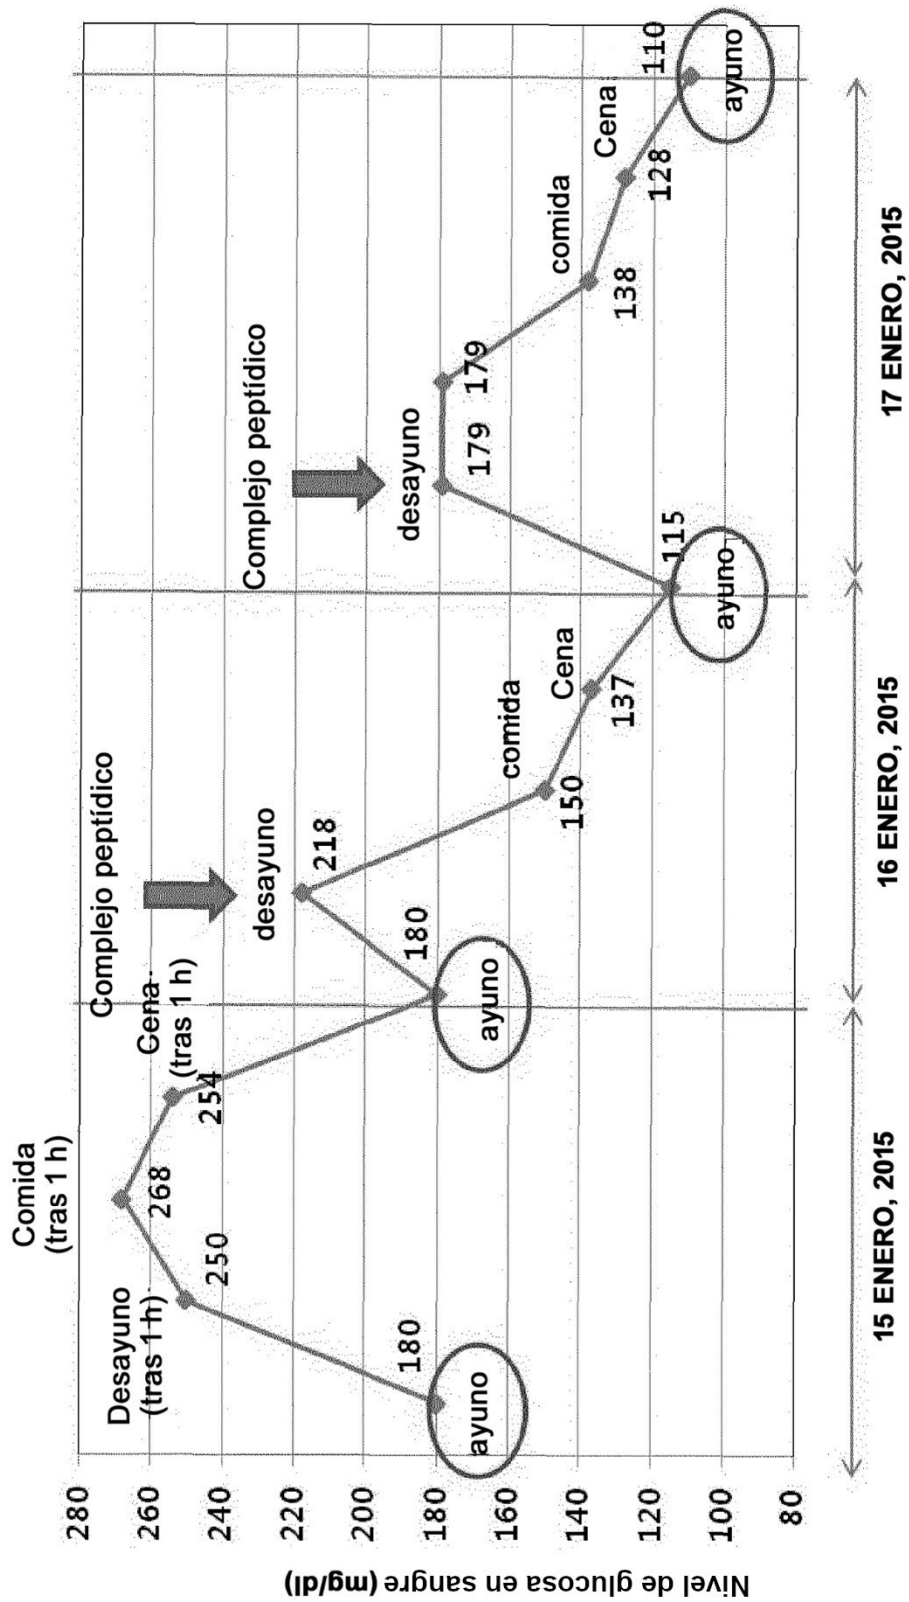 Nivel de glucosa en sangre (mg/dl)
280
260
240
220
200
180
160
140
120
100
80
ayuno
180
Desayuno
(tras 1 h)
250
Comida
(tras 1 h)
268
Cena
(tras 1 h)
254
ayuno
180
Complejo peptídico
desayuno
218
comida
150
Cena
137
ayuno
115
Complejo peptídico
desayuno
179
179
comida
138
Cena
128
ayuno
110
15 ENERO, 2015
16 ENERO, 2015
17 ENERO, 2015